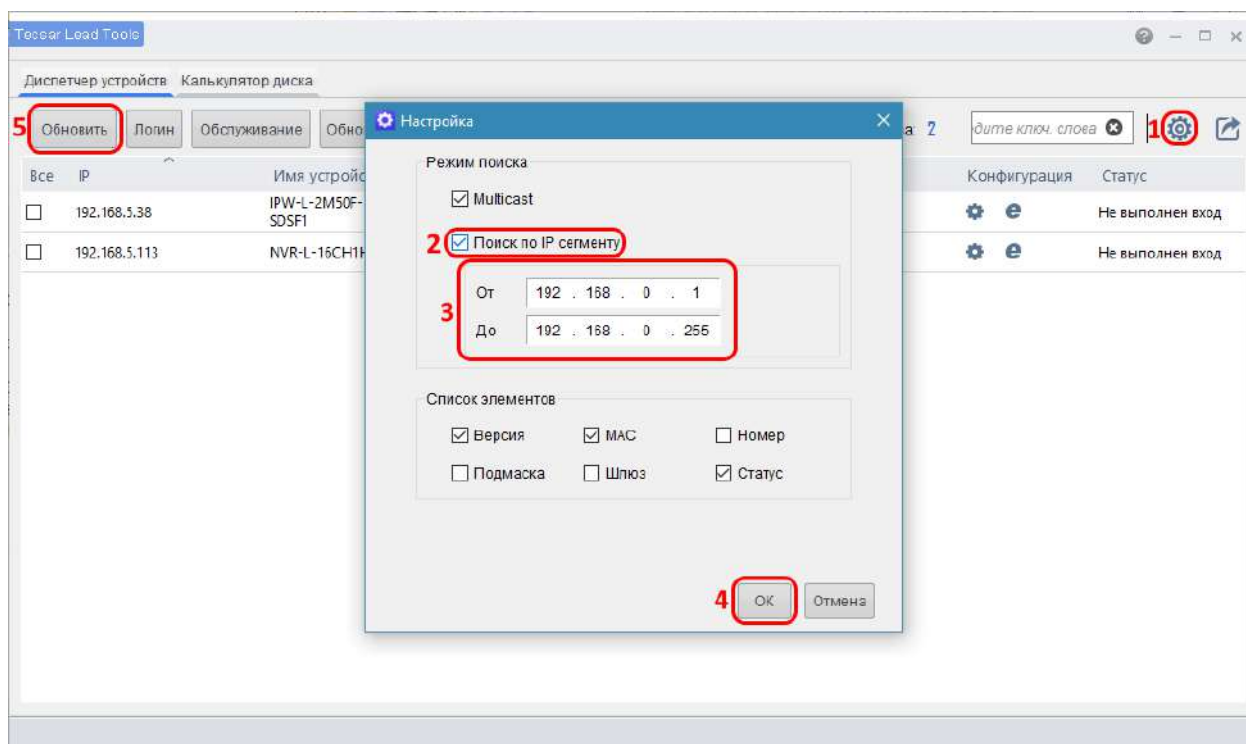 Tecsar Lead Tools
Диспетчер устройств Калькулятор диска
5 Обновить Логин Обслуживание Обно а: 2 дите ключ. слова 1
Все IP Имя устройс Конфигурация Статус
192.168.5.38 IPW-L-2M50F-SDSF1 Не выполнен вход
192.168.5.113 NVR-L-16CH1H Не выполнен вход
Настройка
Режим поиска
Multicast
2 Поиск по IP сегменту
3
От 192 . 168 . 0 . 1
До 192 . 168 . 0 . 255
Список элементов
Версия MAC Номер
Подмаска Шлюз Статус
4 OK Отмена